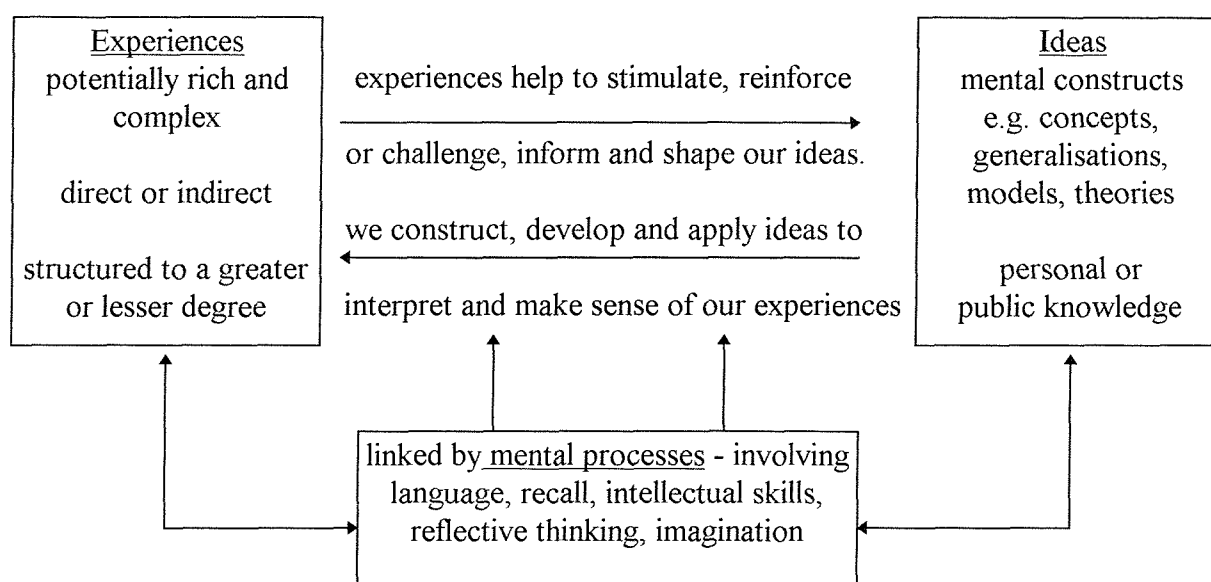 Experiences
potentially rich and
complex
direct or indirect
structured to a greater
or lesser degree
experiences help to stimulate, reinforce
or challenge, inform and shape our ideas.
we construct, develop and apply ideas to
interpret and make sense of our experiences
Ideas
mental constructs
e.g. concepts,
generalisations,
models, theories
personal or
public knowledge
linked by mental processes - involving
language, recall, intellectual skills,
reflective thinking, imagination